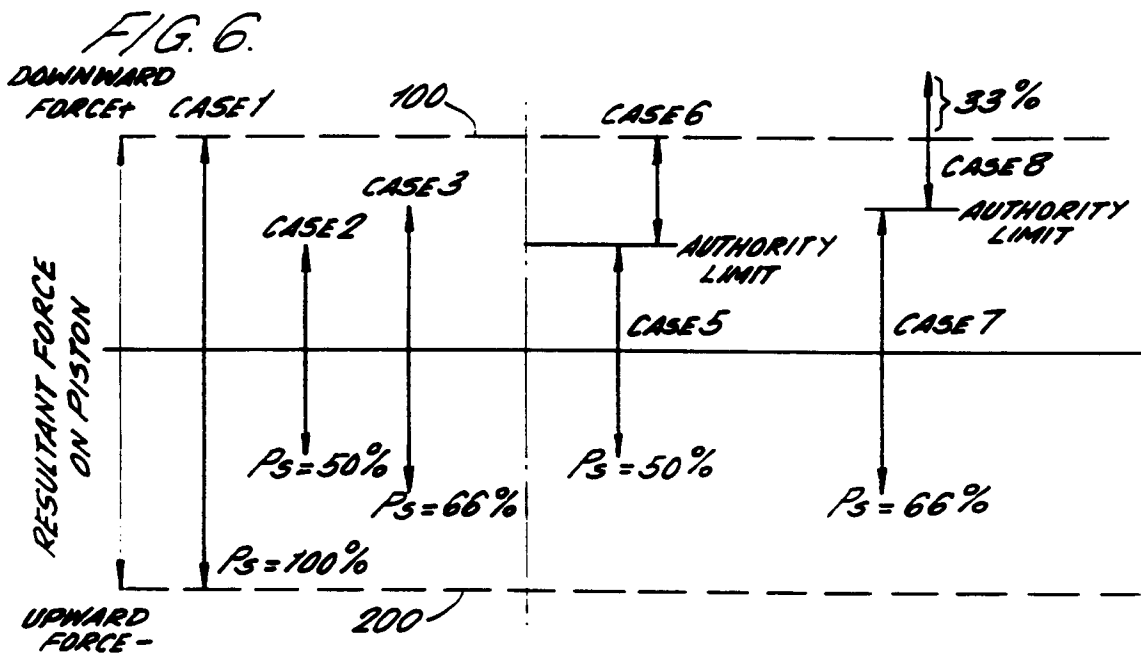 FIG. 6.
DOWNWARD
FORCE+
CASE 1
100
CASE 6
33%
CASE 8
CASE 3
CASE 2
AUTHORITY
LIMIT
AUTHORITY
LIMIT
CASE 5
CASE 7
RESULTANT FORCE
ON PISTON
Ps=50%
Ps=66%
Ps=50%
Ps=66%
Ps=100%
UPWARD
FORCE-
200